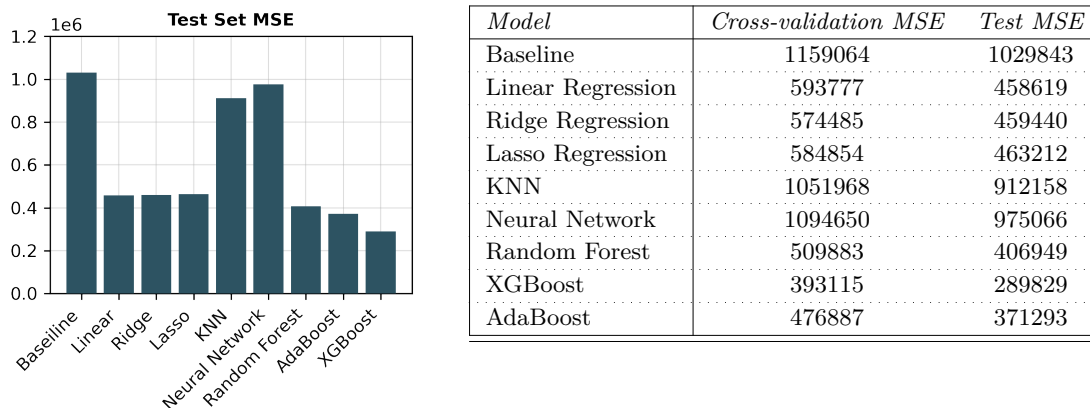 Test Set MSE
1e6
1.2
1.0
0.8
0.6
0.4
0.2
0.0
Baseiline
Linear
Ridge
Lasso
KNN
Neural Network
Random Forest
AdaBoost
XGBoost
Model Cross-validation MSE Test MSE
Baseline 1159064 1029843
Linear Regression 593777 458619
Ridge Regression 574485 459440
Lasso Regression 584854 463212
KNN 1051968 912158
Neural Network 1094650 975066
Random Forest 509883 406949
XGBoost 393115 289829
AdaBoost 476887 371293